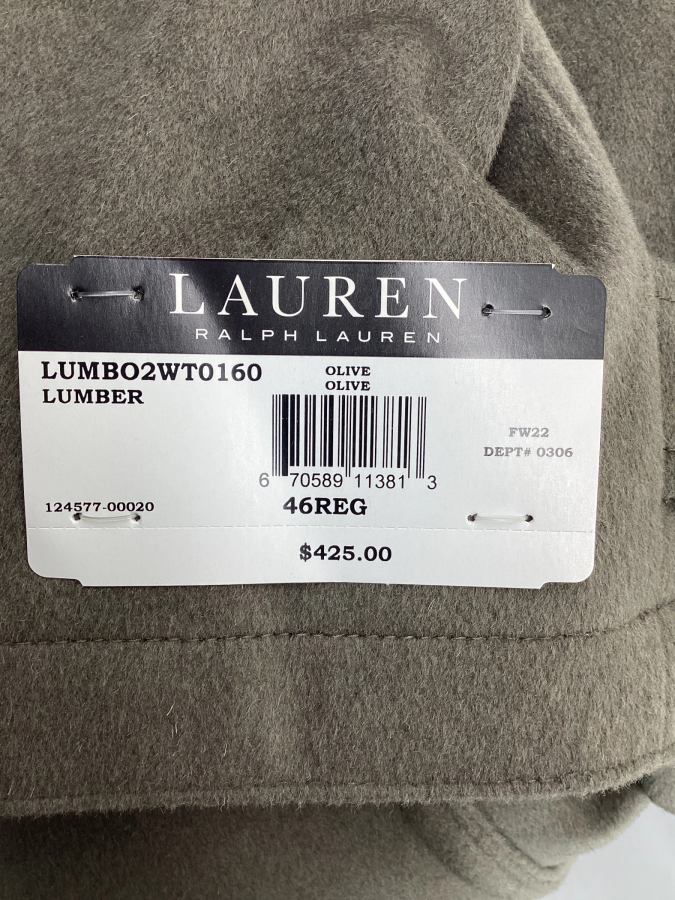 LAUREN
RALPH LAUREN
LUMBO2WT0160
LUMBER
OLIVE
OLIVE
FW22
DEPT# 0306
6 70589 11381 3
124577-00020
46REG
$425.00